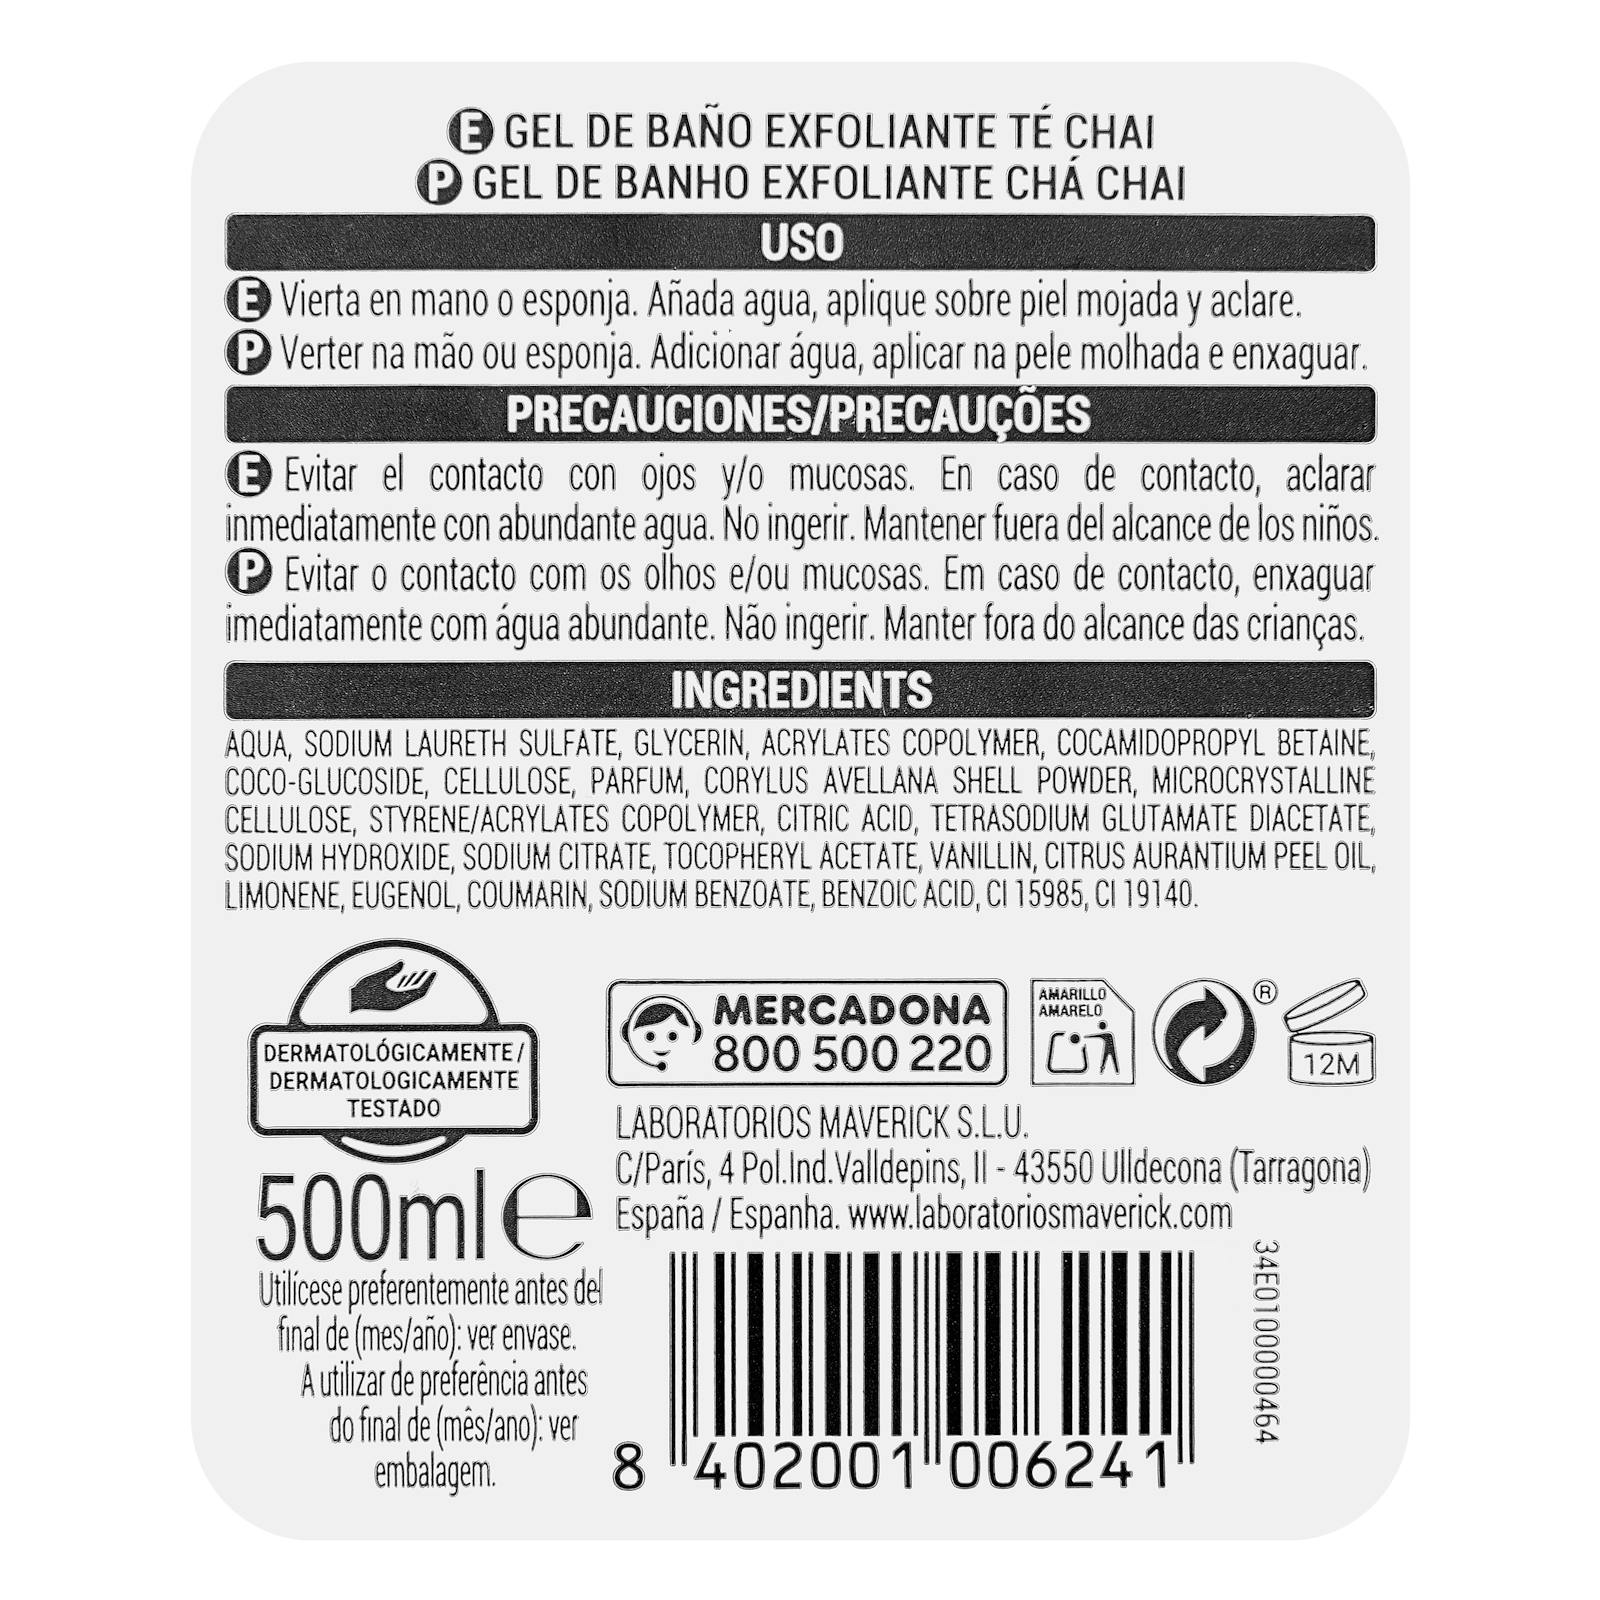 E GEL DE BAÑO EXFOLIANTE TÉ CHAI
P GEL DE BANHO EXFOLIANTE CHÁ CHAI
USO
E Vierta en mano o esponja. Añada agua, aplique sobre piel mojada y aclare.
P Verter na mão ou esponja. Adicionar água, aplicar na pele molhada e enxaguar.
PRECAUCIONES/PRECAUÇÕES
E Evitar el contacto con ojos y/o mucosas. En caso de contacto, aclarar
inmediatamente con abundante agua. No ingerir. Mantener fuera del alcance de los niños.
P Evitar o contacto com os olhos e/ou mucosas. Em caso de contacto, enxaguar
imediatamente com água abundante. Não ingerir. Manter fora do alcance das crianças.
INGREDIENTS
AQUA, SODIUM LAURETH SULFATE, GLYCERIN, ACRYLATES COPOLYMER, COCAMIDOPROPYL BETAINE,
COCO-GLUCOSIDE, CELLULOSE, PARFUM, CORYLUS AVELLANA SHELL POWDER, MICROCRYSTALLINE
CELLULOSE, STYRENE/ACRYLATES COPOLYMER, CITRIC ACID, TETRASODIUM GLUTAMATE DIACETATE,
SODIUM HYDROXIDE, SODIUM CITRATE, TOCOPHERYL ACETATE, VANILLIN, CITRUS AURANTIUM PEEL OIL,
LIMONENE, EUGENOL, COUMARIN, SODIUM BENZOATE, BENZOIC ACID, CI 15985, CI 19140.
DERMATOLÓGICAMENTE/
DERMATOLOGICAMENTE
TESTADO
MERCADONA
800 500 220
AMARILLO
AMARELO
®
12M
LABORATORIOS MAVERICK S.L.U.
C/París, 4 Pol.Ind.Valldepins, II - 43550 Ulldecona (Tarragona)
España / Espanha. www.laboratoriosmaverick.com
500ml e
Utilícese preferentemente antes del
final de (mes/año): ver envase.
A utilizar de preferência antes
do final de (mês/ano): ver
embalagem.
34E010000464
8 402001 006241